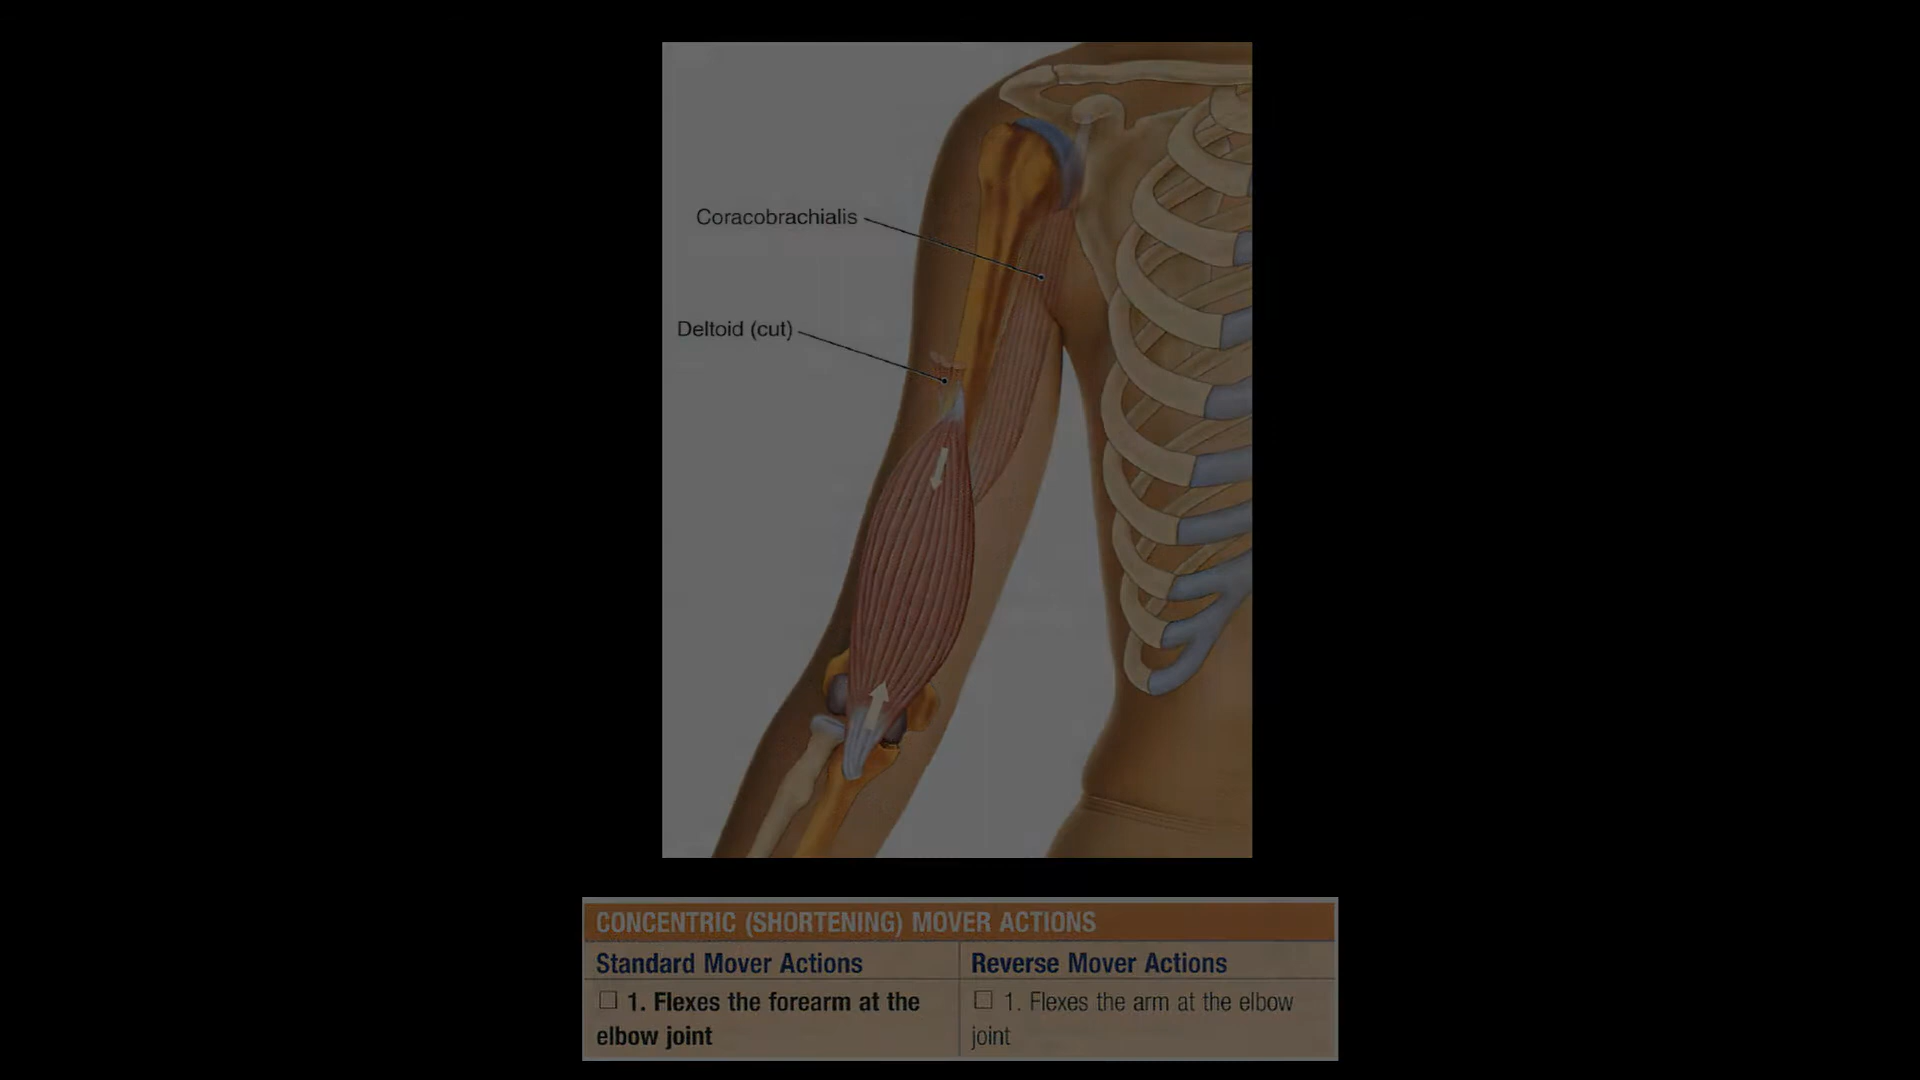 Coracobrachialis
Deltoid (cut)
CONCENTRIC (SHORTENING) MOVER ACTIONS
Standard Mover Actions
Reverse Mover Actions
☐ 1. Flexes the forearm at the
elbow joint
☐ 1. Flexes the arm at the elbow
joint